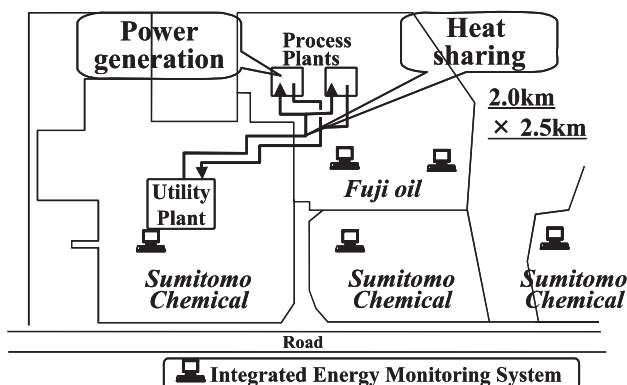 Power
generation
Process
Plants
Heat
sharing
2.0km
× 2.5km
Fuji oil
Utility
Plant
Sumitomo
Chemical
Sumitomo
Chemical
Sumitomo
Chemical
Road
Integrated Energy Monitoring System